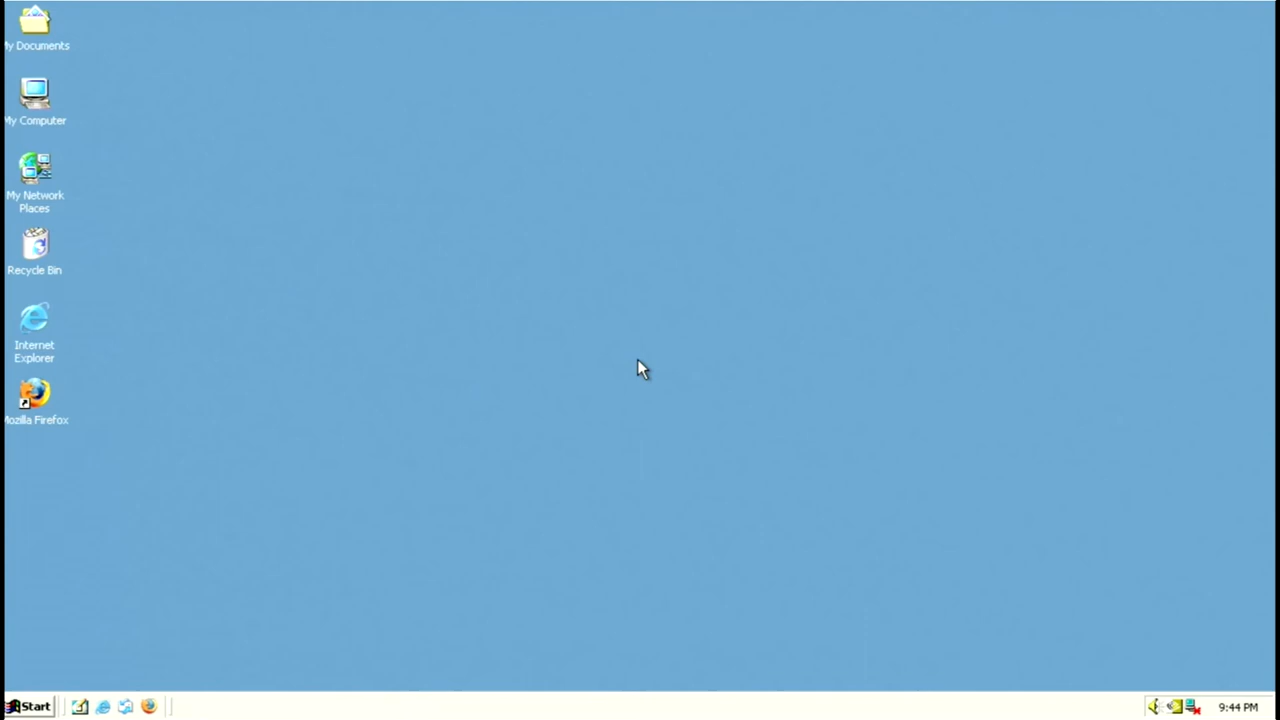 My Documents
My Computer
My Network
Places
Recycle Bin
Internet
Explorer
Mozilla Firefox
Start
9:44 PM